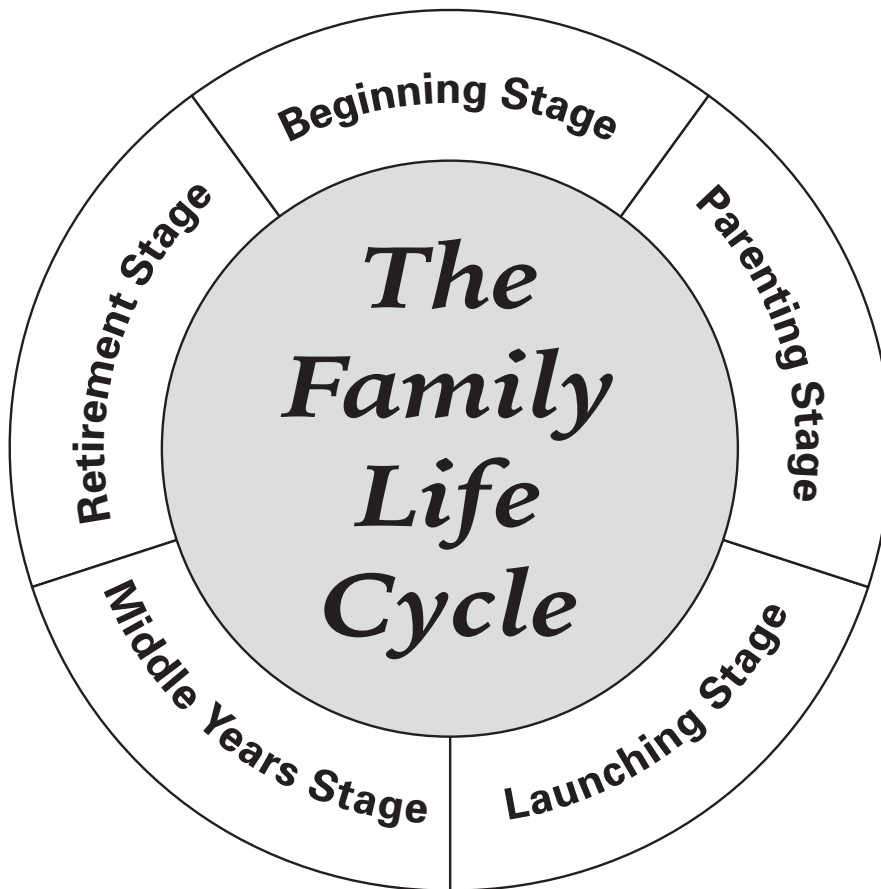 Beginning Stage
Parenting Stage
Launching Stage
Middle Years Stage
Retirement Stage
The
Family
Life
Cycle